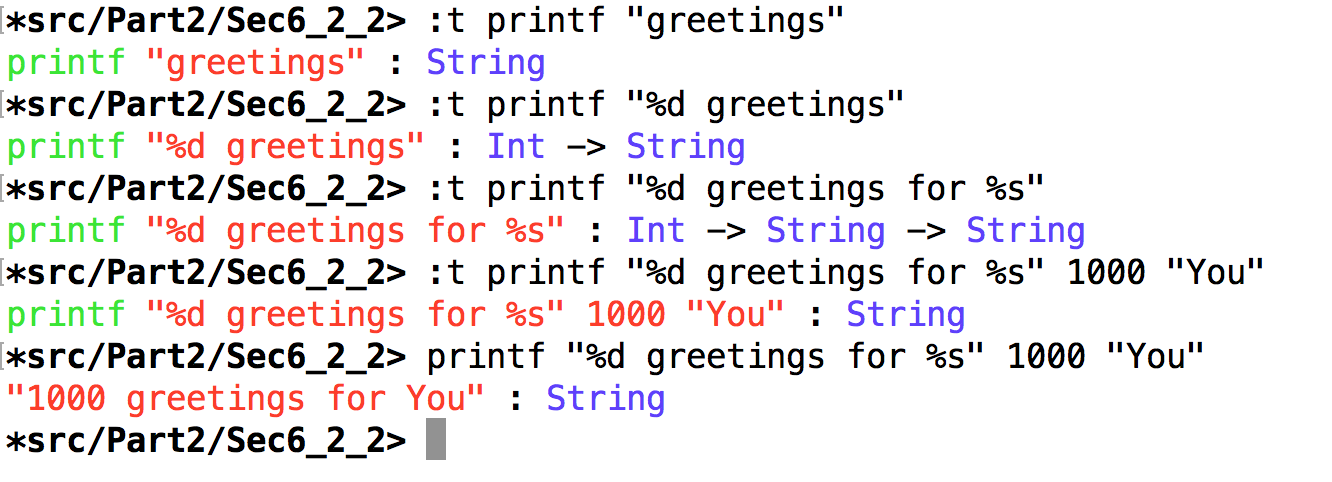 *src/Part2/Sec6_2_2> :t printf "greetings"
printf "greetings" : String
*src/Part2/Sec6_2_2> :t printf "%d greetings"
printf "%d greetings" : Int -> String
*src/Part2/Sec6_2_2> :t printf "%d greetings for %s"
printf "%d greetings for %s" : Int -> String -> String
*src/Part2/Sec6_2_2> :t printf "%d greetings for %s" 1000 "You"
printf "%d greetings for %s" 1000 "You" : String
*src/Part2/Sec6_2_2> printf "%d greetings for %s" 1000 "You"
"1000 greetings for You" : String
*src/Part2/Sec6_2_2>